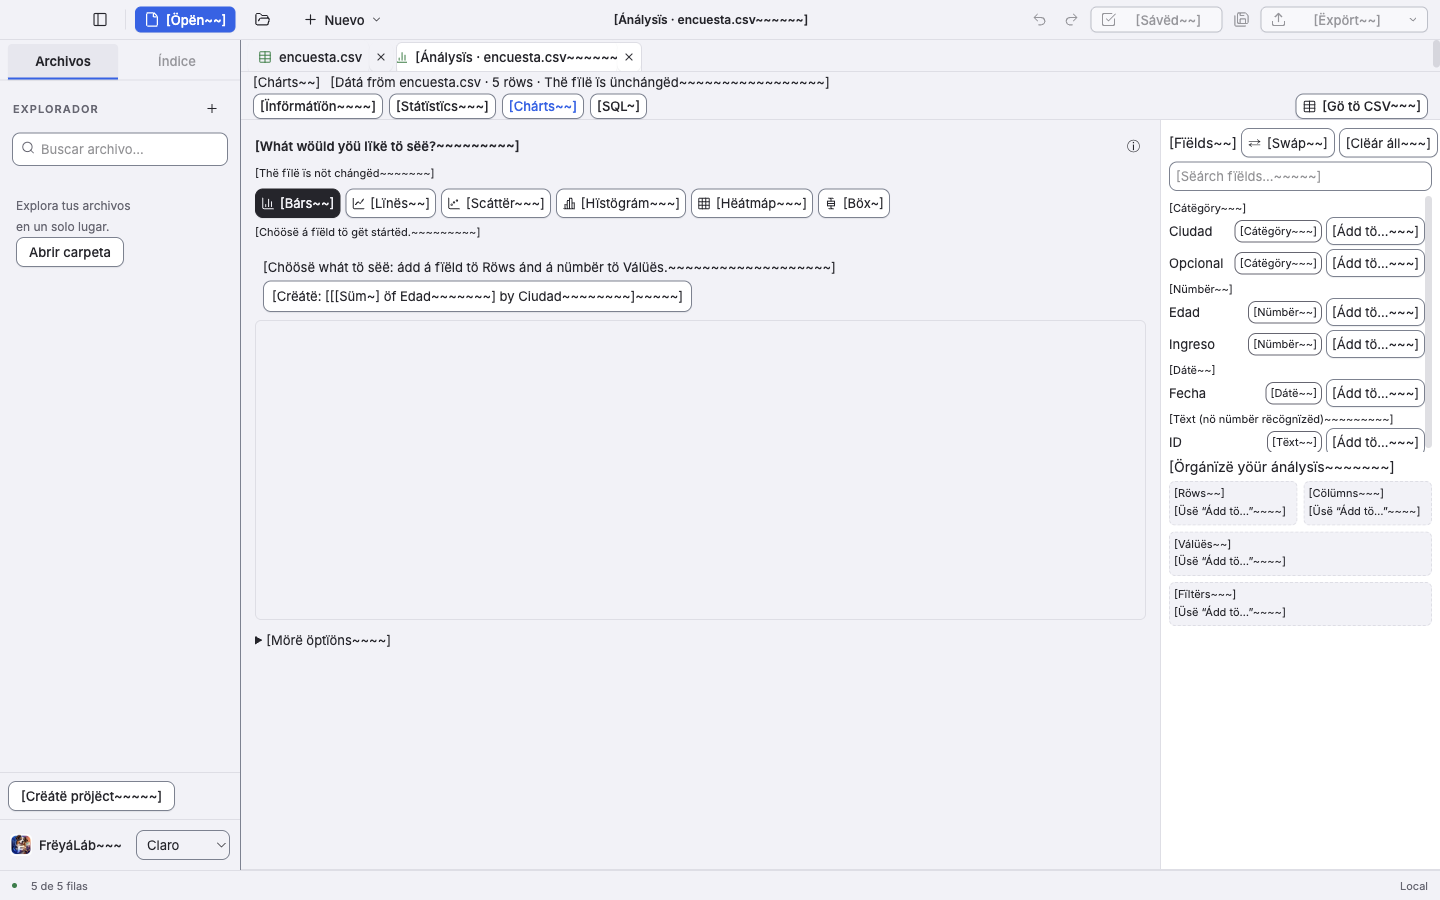 [Öpën~~]
Nuevo
[Ánálysïs · encuesta.csv~~~~~~]
[Sávëd~~]
[Ëxpört~~]
Archivos
Índice
EXPLORADOR
Buscar archivo...
Explora tus archivos
en un solo lugar.
Abrir carpeta
[Crëátë pröjëct~~~~~]
FrëyáLáb~~~
Claro
encuesta.csv
[Ánálysïs · encuesta.csv~~~~~~
[Chárts~~] [Dátá fröm encuesta.csv · 5 röws · Thë fïlë ïs ünchángëd~~~~~~~~~~~~~~~~~]
[Ïnförmátïön~~~~]
[Státïstïcs~~~]
[Chárts~~]
[SQL~]
[Gö tö CSV~~~]
[Whát wöüld yöü lïkë tö sëë?~~~~~~~~~]
[Thë fïlë ïs nöt chángëd~~~~~~~]
[Bárs~~]
[Lïnës~~]
[Scáttër~~~]
[Hïstögrám~~~]
[Hëátmáp~~~]
[Böx~]
[Chöösë á fïëld tö gët stártëd.~~~~~~~~~]
[Chöösë whát tö sëë: ádd á fïëld tö Röws ánd á nümbër tö Válüës.~~~~~~~~~~~~~~~~~~~]
[Crëátë: [[[Süm~] öf Edad~~~~~~~] by Ciudad~~~~~~~~]~~~~~]
[Mörë öptïöns~~~~]
[Fïëlds~~]
[Swáp~~]
[Clëár áll~~~]
[Sëárch fïëlds...~~~~~]
[Cátëgöry~~~]
Ciudad [Cátëgöry~~~] [Ádd tö...~~~]
Opcional [Cátëgöry~~~] [Ádd tö...~~~]
[Nümbër~~]
Edad [Nümbër~~] [Ádd tö...~~~]
Ingreso [Nümbër~~] [Ádd tö...~~~]
[Dátë~~]
Fecha [Dátë~~] [Ádd tö...~~~]
[Tëxt (nö nümbër rëcögnïzëd)~~~~~~~~~]
ID [Tëxt~~] [Ádd tö...~~~]
[Örgánïzë yöür ánálysïs~~~~~~~]
[Röws~~]
[Üsë “Ádd tö...”~~~~]
[Cölümns~~~]
[Üsë “Ádd tö...”~~~~]
[Válüës~~]
[Üsë “Ádd tö...”~~~~]
[Fïltërs~~~]
[Üsë “Ádd tö...”~~~~]
5 de 5 filas
Local